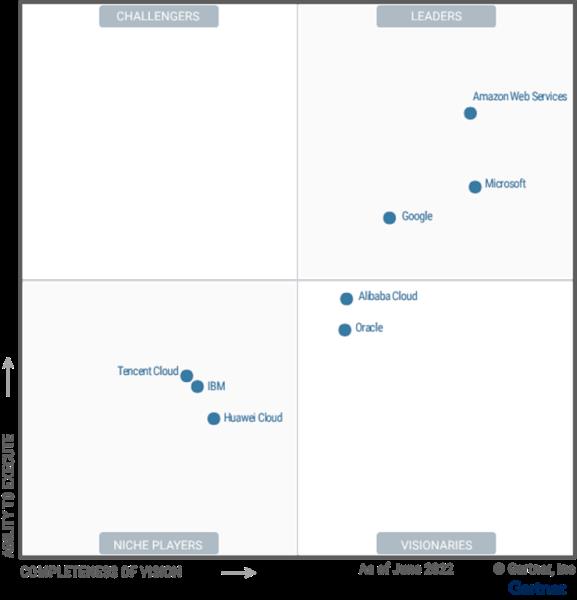 CHALLENGERS
LEADERS
Amazon Web Services
Microsoft
Google
Alibaba Cloud
Oracle
Tencent Cloud
IBM
Huawei Cloud
ABILITY TO EXECUTE
NICHE PLAYERS
VISIONARIES
COMPLETENESS OF VISION
As of June 2022
© Gartner, Inc
Gartner